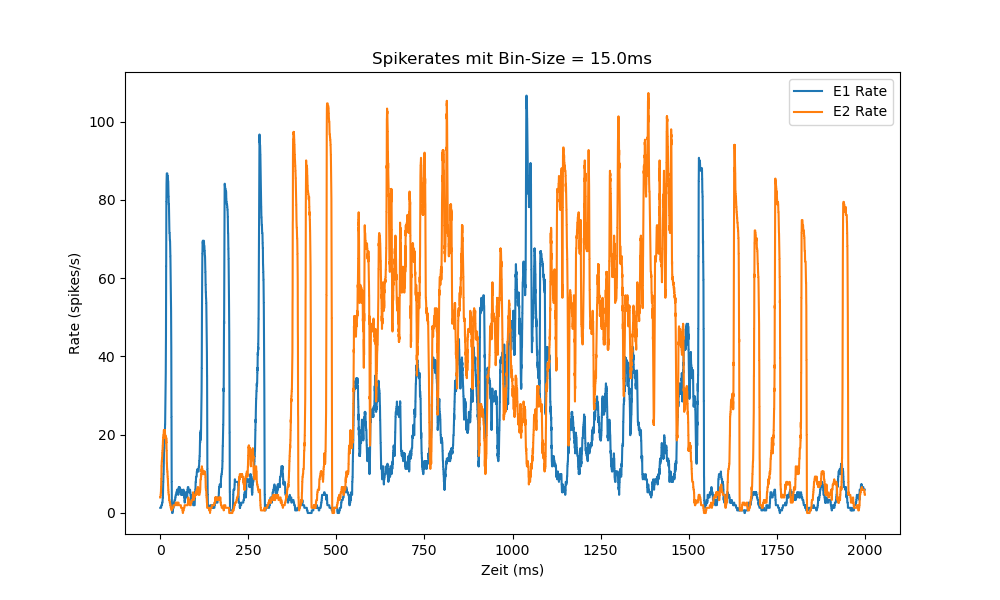 Spikerates mit Bin-Size = 15.0ms
E1 Rate
E2 Rate
100
80
60
40
20
0
Rate (spikes/s)
0 250 500 750 1000 1250 1500 1750 2000
Zeit (ms)